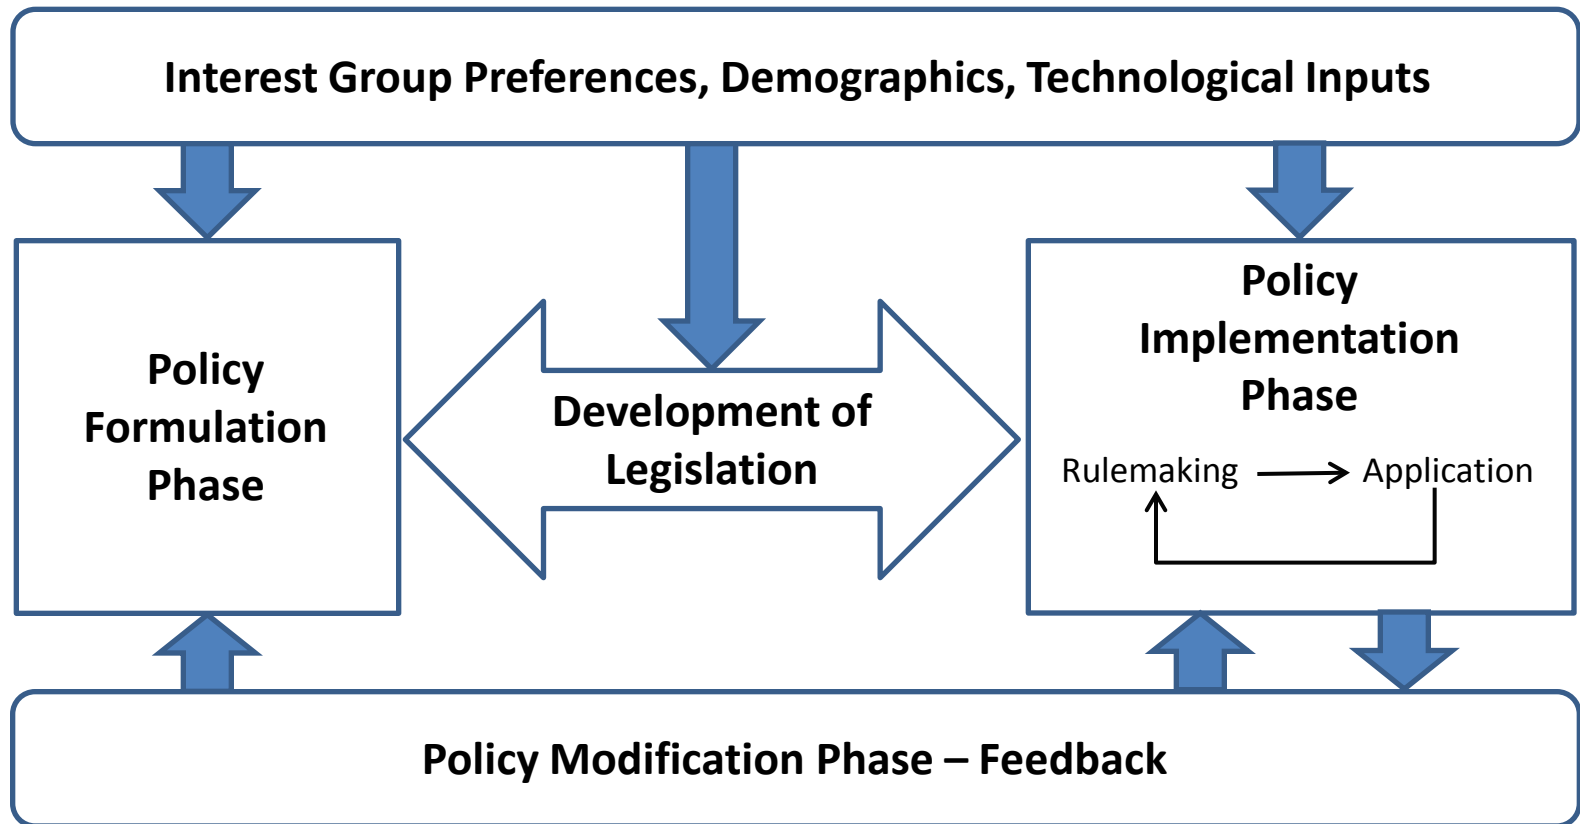 Interest Group Preferences, Demographics, Technological Inputs
Policy
Formulation
Phase
Development of
Legislation
Policy
Implementation
Phase
Rulemaking
Application
Policy Modification Phase – Feedback